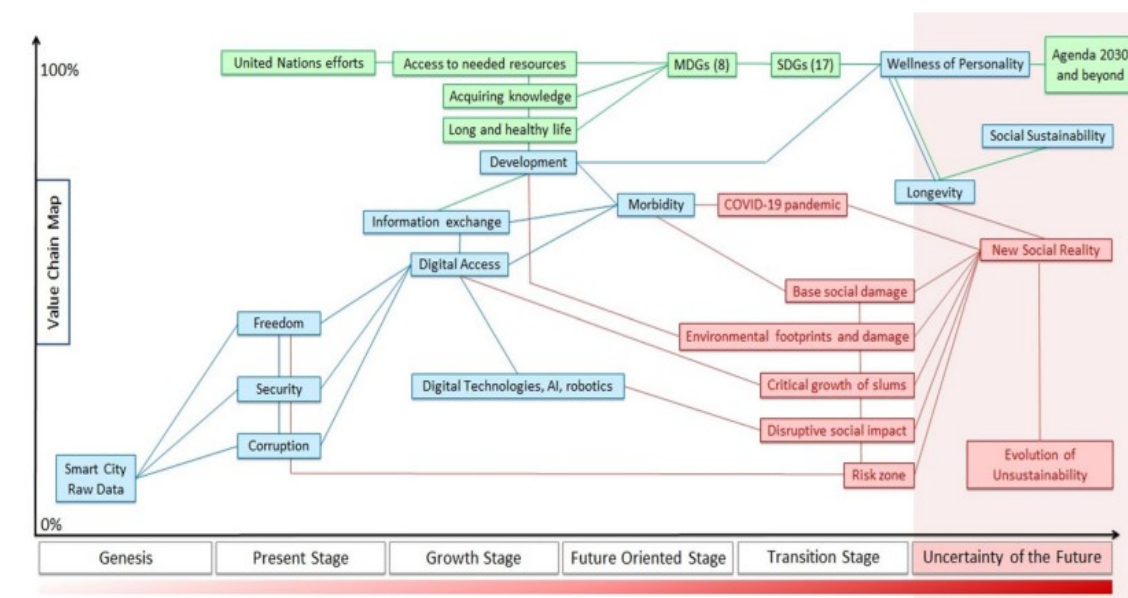 100%
United Nations efforts
Access to needed resources
MDGs (8)
SDGs (17)
Wellness of Personality
Agenda 2030
and beyond
Acquiring knowledge
Long and healthy life
Social Sustainability
Development
Longevity
Value Chain Map
Morbidity
COVID-19 pandemic
Information exchange
New Social Reality
Digital Access
Base social damage
Freedom
Environmental footprints and damage
Security
Digital Technologies, AI, robotics
Critical growth of slums
Disruptive social impact
Corruption
Smart City
Raw Data
Risk zone
Evolution of
Unsustainability
0%
Genesis
Present Stage
Growth Stage
Future Oriented Stage
Transition Stage
Uncertainty of the Future